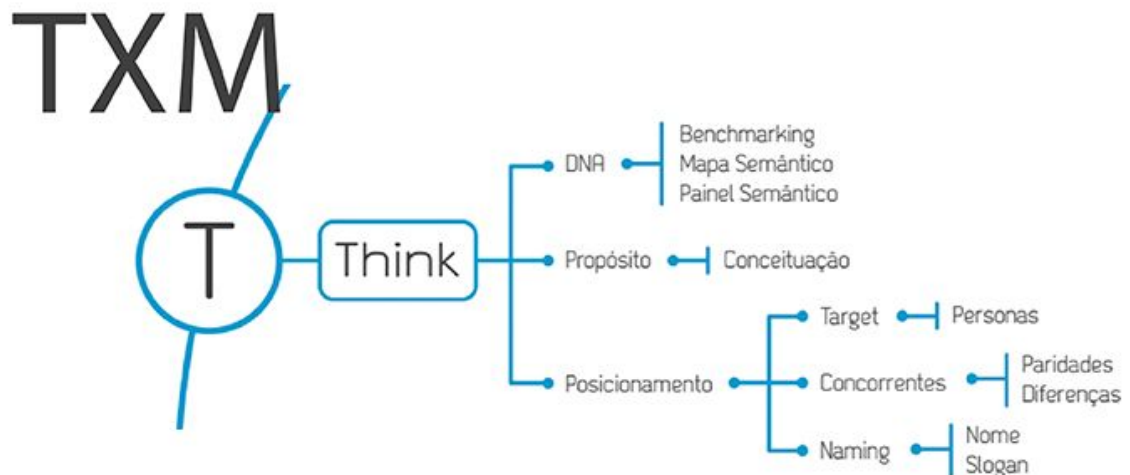 TXM
T
Think
DNA
Benchmarking
Mapa Semântico
Painel Semântico
Propósito
Conceituação
Posicionamento
Target
Personas
Concorrentes
Paridades
Diferenças
Naming
Nome
Slogan